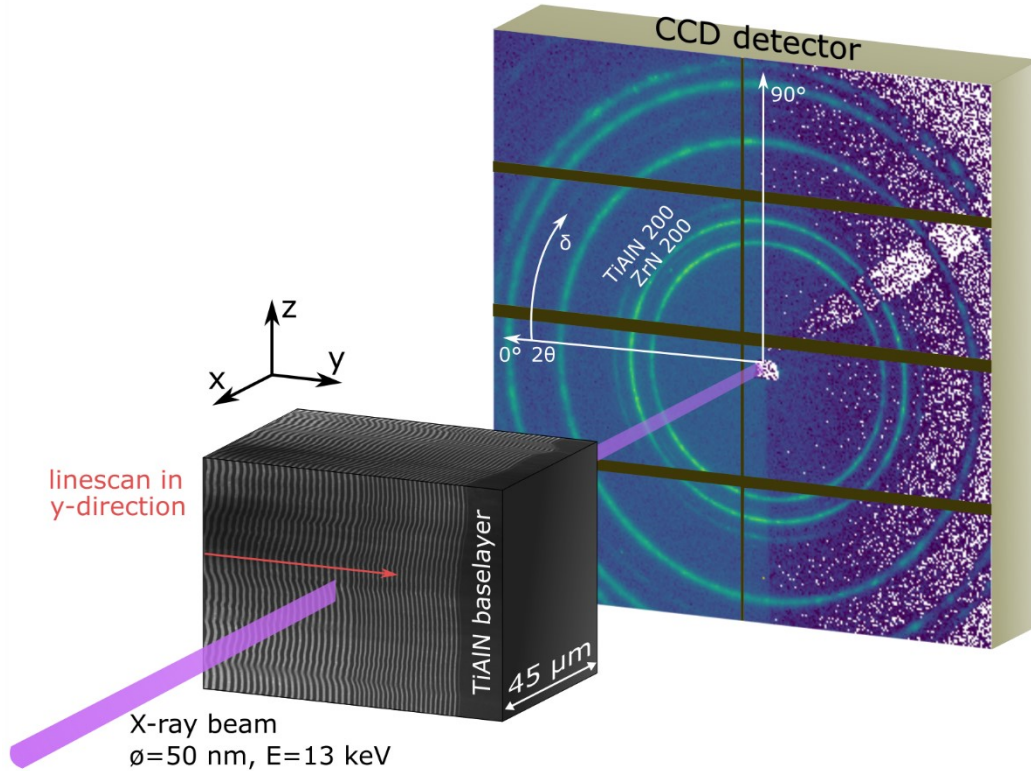 CCD detector
90°
δ
TiAlN 200
ZrN 200
0° 2θ
z
y
x
linescan in
y-direction
TiAlN baselayer
45 µm
X-ray beam
ø=50 nm, E=13 keV